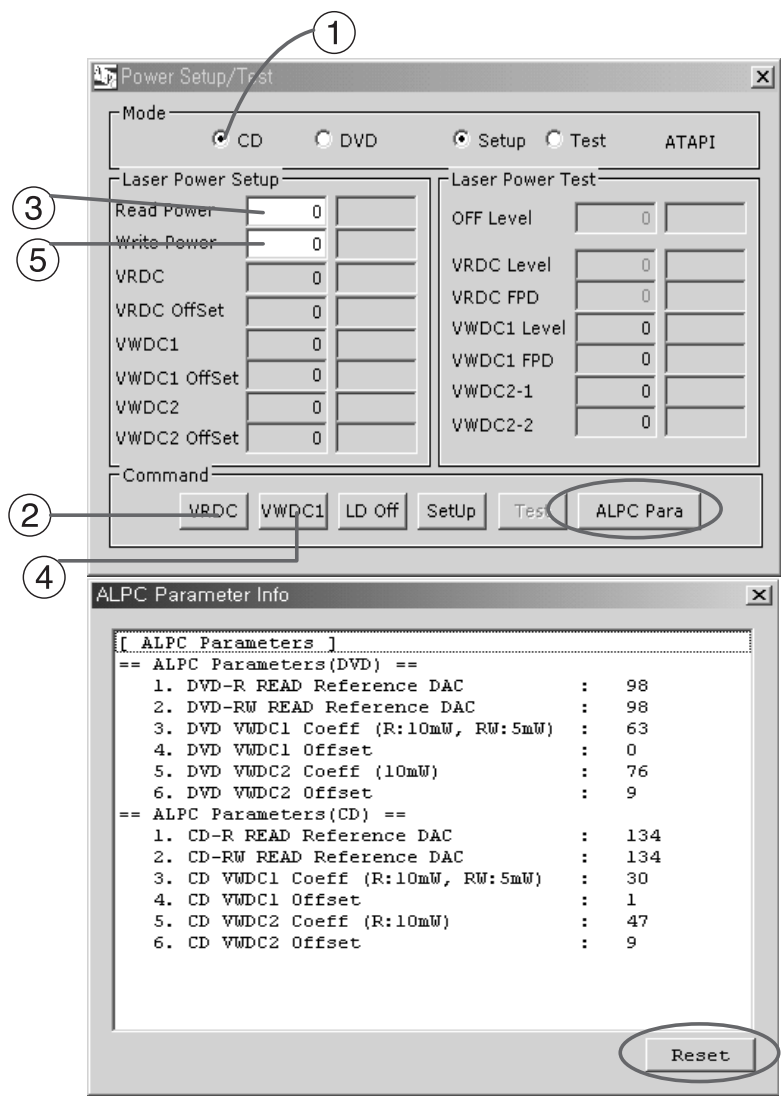 ①
Power Setup/Test
Mode
CD DVD Setup Test ATAPI
Laser Power Setup
③ Read Power 0
⑤ Write Power 0
VRDC 0
VRDC OffSet 0
VWDC1 0
VWDC1 OffSet 0
VWDC2 0
VWDC2 OffSet 0
Laser Power Test
OFF Level 0
VRDC Level 0
VRDC FPD 0
VWDC1 Level 0
VWDC1 FPD 0
VWDC2-1 0
VWDC2-2 0
Command
② VRDC VWDC1 LD Off SetUp Test ALPC Para
④
ALPC Parameter Info
[ ALPC Parameters ]
== ALPC Parameters(DVD) ==
1. DVD-R READ Reference DAC : 98
2. DVD-RW READ Reference DAC : 98
3. DVD VWDC1 Coeff (R:10mW, RW:5mW) : 63
4. DVD VWDC1 Offset : 0
5. DVD VWDC2 Coeff (10mW) : 76
6. DVD VWDC2 Offset : 9
== ALPC Parameters(CD) ==
1. CD-R READ Reference DAC : 134
2. CD-RW READ Reference DAC : 134
3. CD VWDC1 Coeff (R:10mW, RW:5mW) : 30
4. CD VWDC1 Offset : 1
5. CD VWDC2 Coeff (R:10mW) : 47
6. CD VWDC2 Offset : 9
Reset